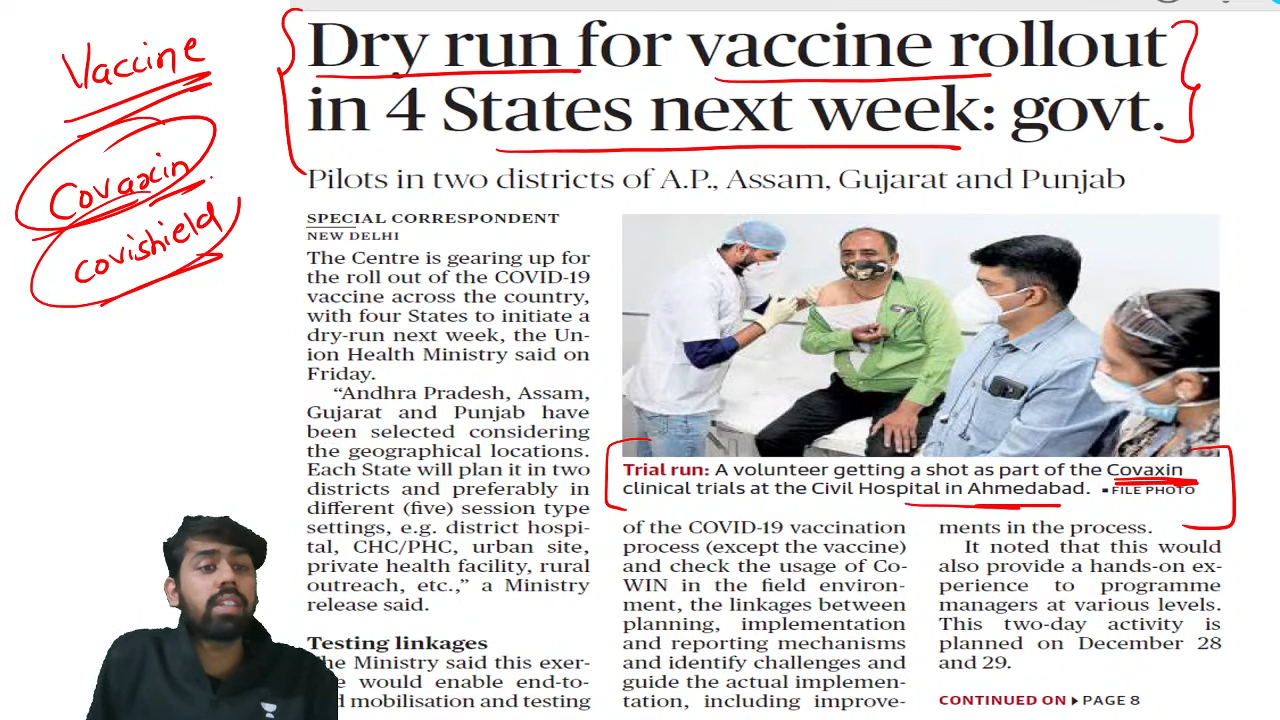 Vaccine
Covaxin
covishield
Dry run for vaccine rollout
in 4 States next week: govt.
Pilots in two districts of A.P., Assam, Gujarat and Punjab
SPECIAL CORRESPONDENT
NEW DELHI
The Centre is gearing up for
the roll out of the COVID-19
vaccine across the country,
with four States to initiate a
dry-run next week, the Un-
ion Health Ministry said on
Friday.
“Andhra Pradesh, Assam,
Gujarat and Punjab have
been selected considering
the geographical locations.
Each State will plan it in two
districts and preferably in
different (five) session type
settings, e.g. district hospi-
tal, CHC/PHC, urban site,
private health facility, rural
outreach, etc.,” a Ministry
release said.
Testing linkages
he Ministry said this exer-
e would enable end-to-
d mobilisation and testing
Trial run: A volunteer getting a shot as part of the Covaxin
clinical trials at the Civil Hospital in Ahmedabad. ▪FILE PHOTO
of the COVID-19 vaccination
process (except the vaccine)
and check the usage of Co-
WIN in the field environ-
ment, the linkages between
planning, implementation
and reporting mechanisms
and identify challenges and
guide the actual implemen-
tation, including improve-
ments in the process.
It noted that this would
also provide a hands-on ex-
perience to programme
managers at various levels.
This two-day activity is
planned on December 28
and 29.
CONTINUED ON ▸ PAGE 8